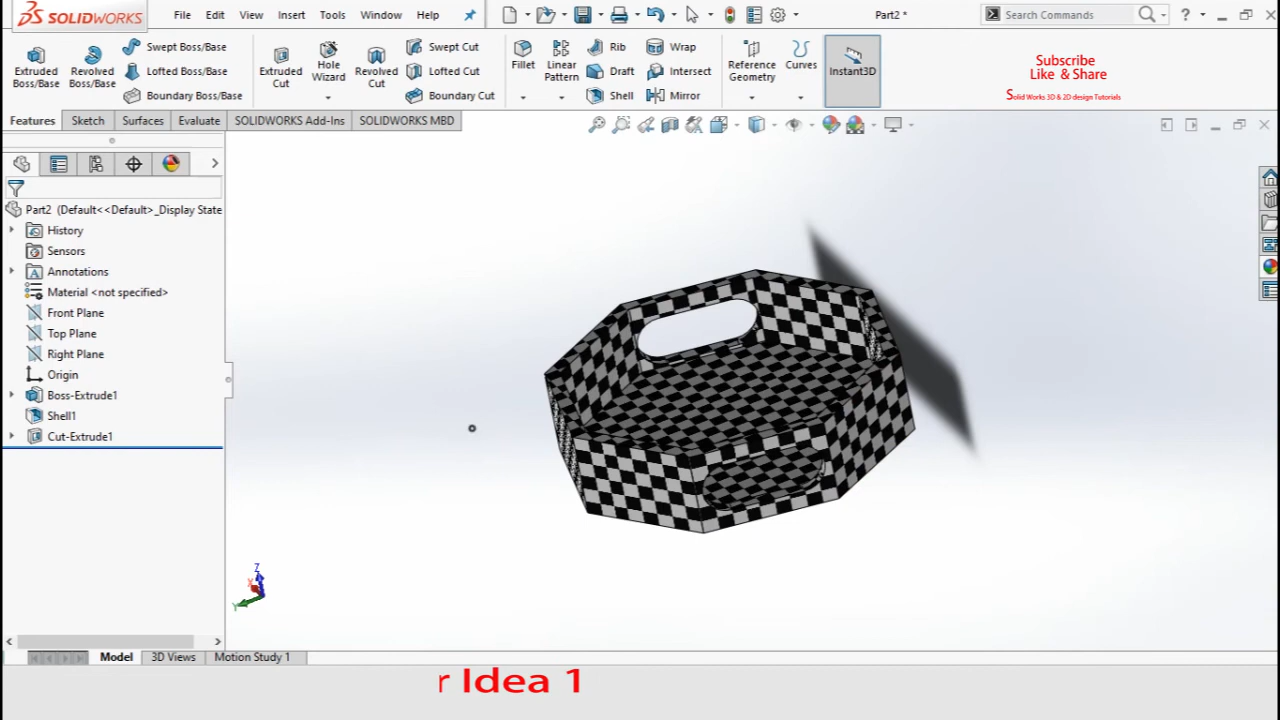 SOLIDWORKS File Edit View Insert Tools Window Help Part2 * Search Commands ?
Extruded Boss/Base
Revolved Boss/Base
Swept Boss/Base
Lofted Boss/Base
Boundary Boss/Base
Extruded Cut
Hole Wizard
Revolved Cut
Swept Cut
Lofted Cut
Boundary Cut
Fillet
Linear Pattern
Rib
Draft
Shell
Wrap
Intersect
Mirror
Reference Geometry
Curves
Instant3D
Subscribe
Like & Share
Solid Works 3D & 2D design Tutorials
Features Sketch Surfaces Evaluate SOLIDWORKS Add-Ins SOLIDWORKS MBD
Part2 (Default<<Default>_Display State
History
Sensors
Annotations
Material <not specified>
Front Plane
Top Plane
Right Plane
Origin
Boss-Extrude1
Shell1
Cut-Extrude1
Z
X
Y
Model 3D Views Motion Study 1
r Idea 1